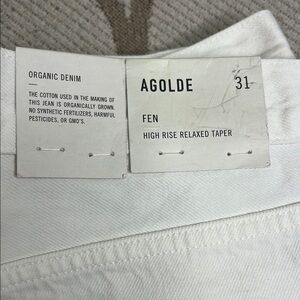 ORGANIC DENIM
THE COTTON USED IN THE MAKING OF
THIS JEAN IS ORGANICALLY GROWN.
NO SYNTHETIC FERTILIZERS, HARMFUL
PESTICIDES, OR GMO'S.
AGOLDE 31
FEN
HIGH RISE RELAXED TAPER